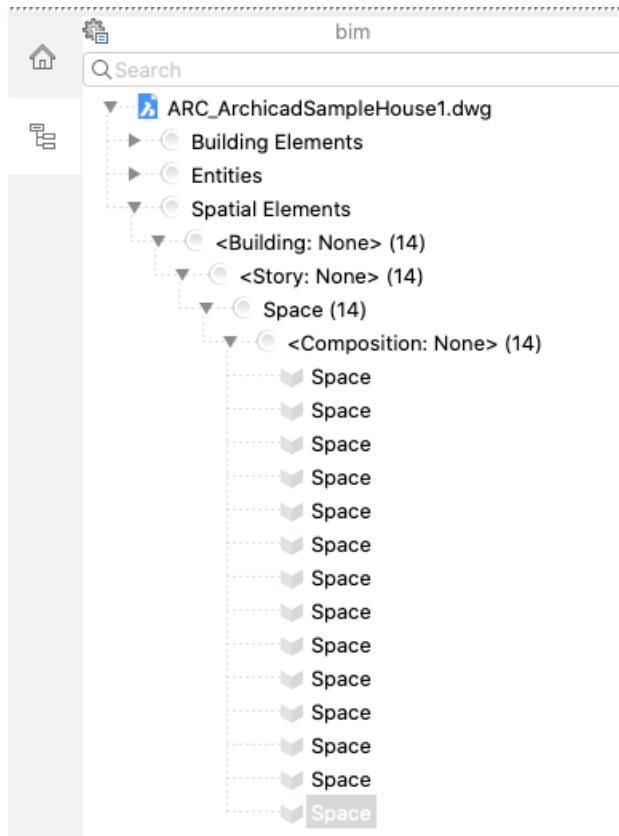 bim
Search
ARC_ArchicadSampleHouse1.dwg
Building Elements
Entities
Spatial Elements
<Building: None> (14)
<Story: None> (14)
Space (14)
<Composition: None> (14)
Space
Space
Space
Space
Space
Space
Space
Space
Space
Space
Space
Space
Space
Space